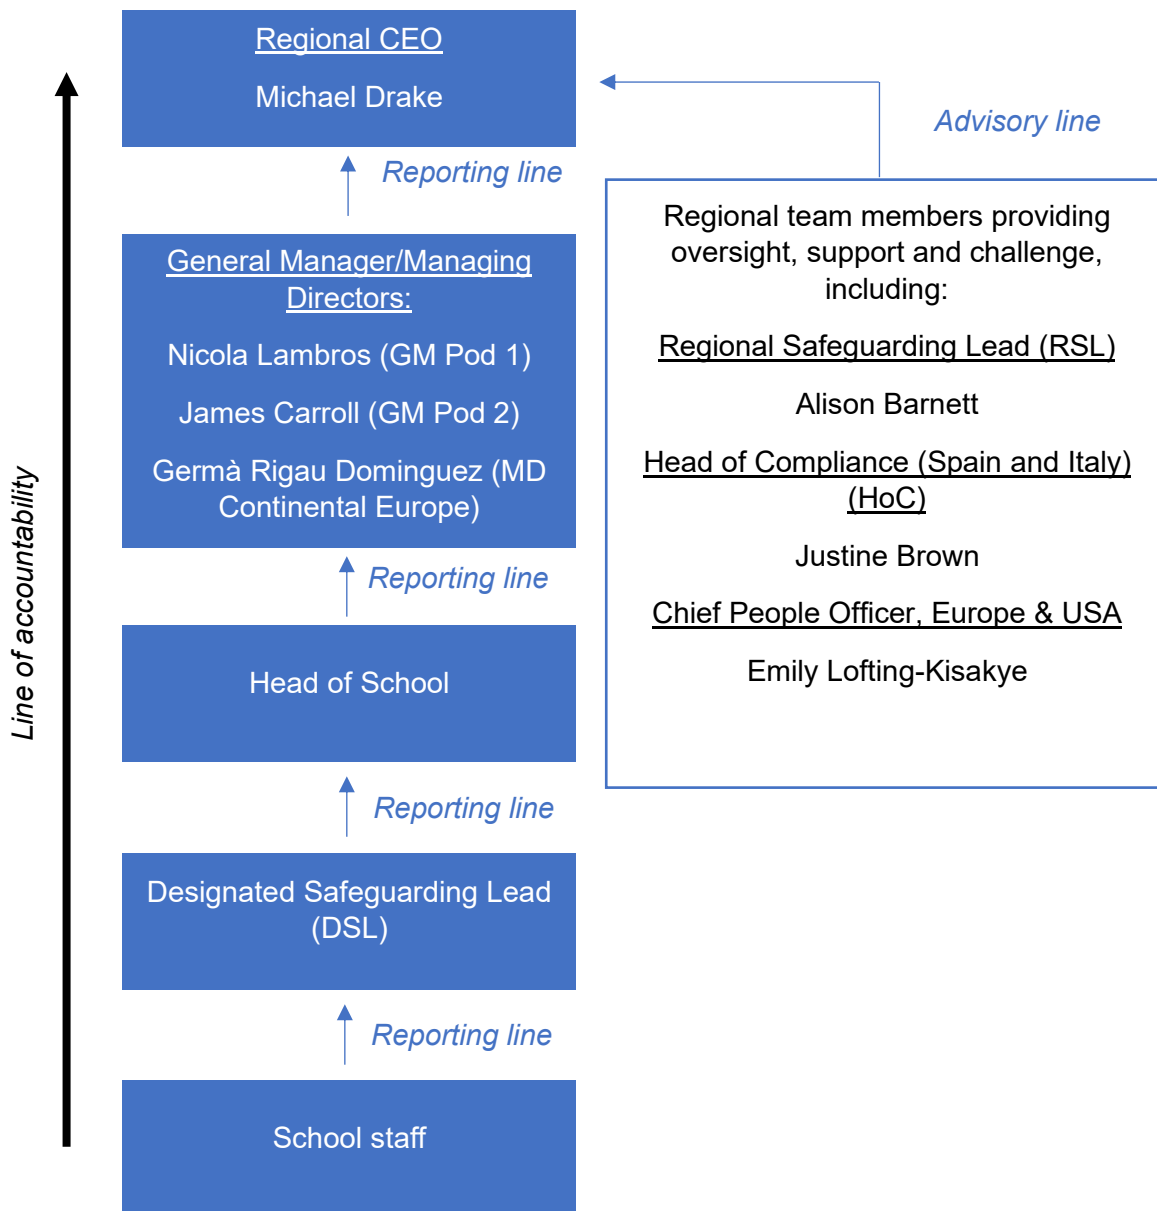 Regional CEO
Michael Drake
Advisory line
Reporting line
General Manager/Managing
Directors:
Nicola Lambros (GM Pod 1)
James Carroll (GM Pod 2)
Germà Rigau Dominguez (MD
Continental Europe)
Regional team members providing
oversight, support and challenge,
including:
Regional Safeguarding Lead (RSL)
Alison Barnett
Head of Compliance (Spain and Italy)
(HoC)
Justine Brown
Chief People Officer, Europe & USA
Emily Lofting-Kisakye
Line of accountability
Reporting line
Head of School
Reporting line
Designated Safeguarding Lead
(DSL)
Reporting line
School staff